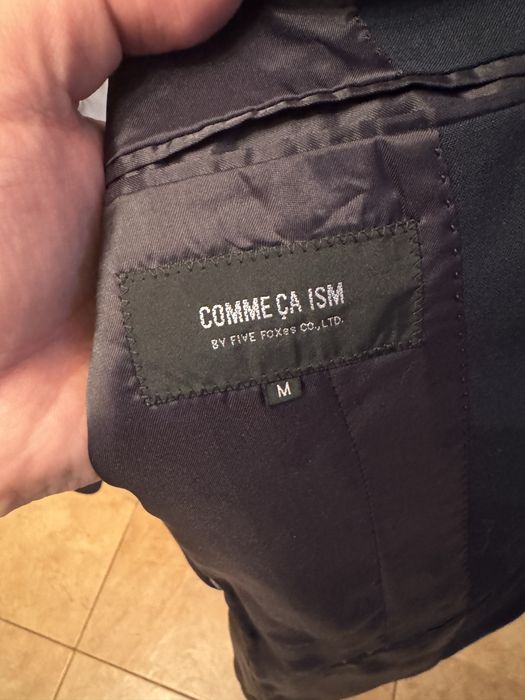 COMME ÇA ISM
BY FIVE FOXes CO.,LTD.
M